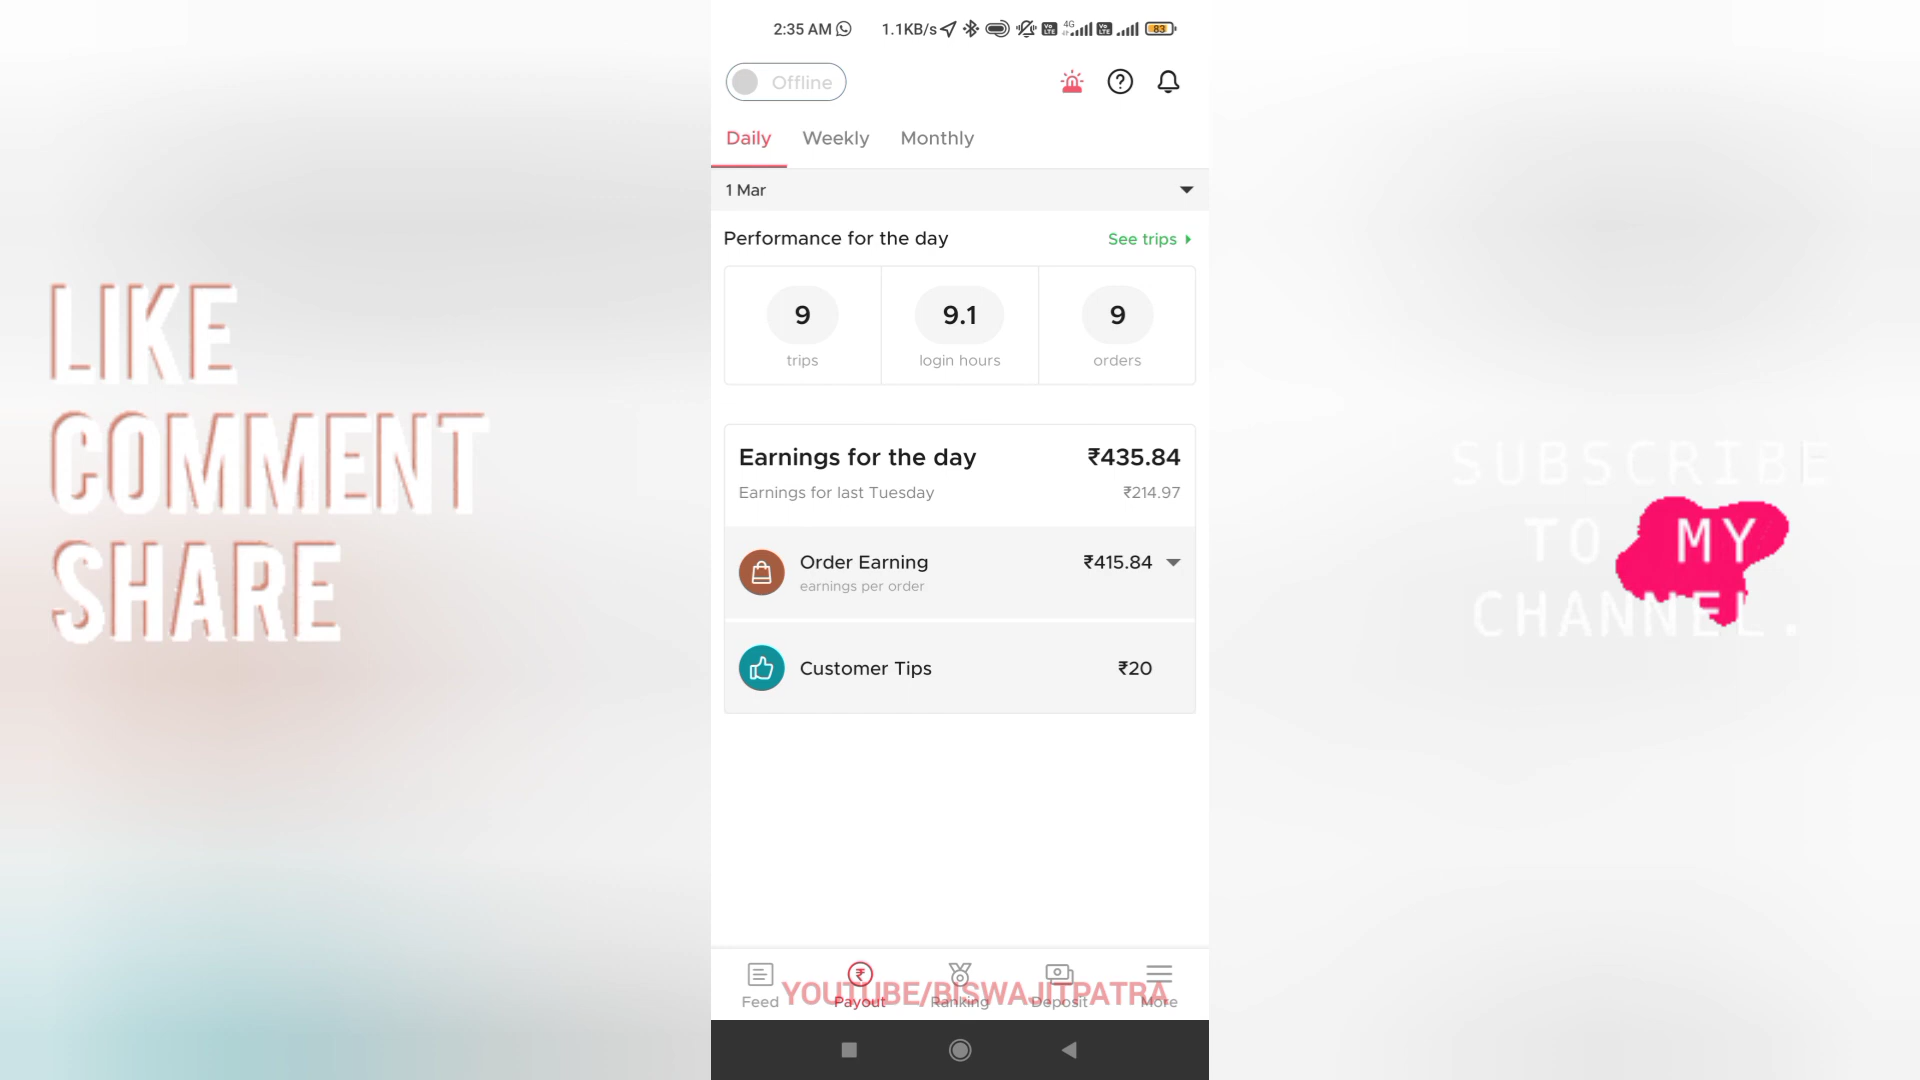 LIKE
COMMENT
SHARE
2:35 AM 1.1KB/s 4G 83
Offline
Daily Weekly Monthly
1 Mar
Performance for the day See trips
9 9.1 9
trips login hours orders
Earnings for the day ₹435.84
Earnings for last Tuesday ₹214.97
Order Earning ₹415.84
earnings per order
Customer Tips ₹20
Feed Payout Ranking Deposit More
YOUTUBE/BISWAJITPATRA
SUBSCRIBE
TO MY
CHANNEL.